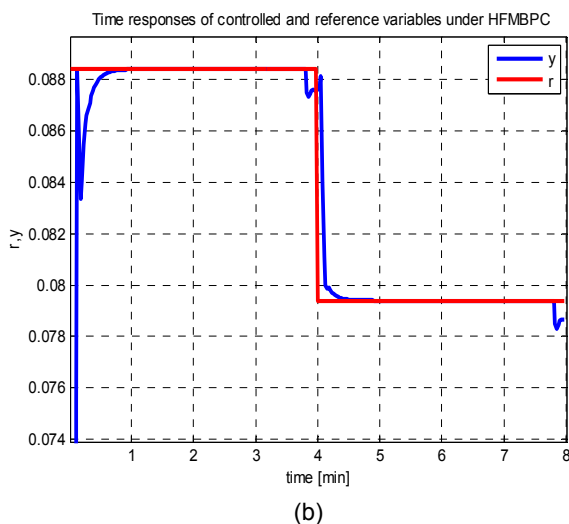 Time responses of controlled and reference variables under HFMBPC
y
r
0.088
0.086
0.084
0.082
0.08
0.078
0.076
0.074
r,y
1 2 3 4 5 6 7 8
time [min]
(b)